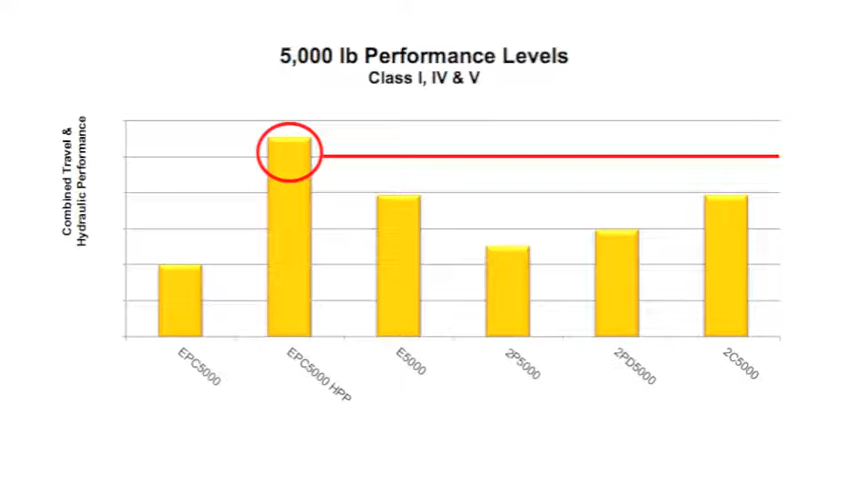 5,000 lb Performance Levels
Class I, IV & V
Combined Travel &
Hydraulic Performance
EPC5000
EPC5000 HPP
E5000
2P5000
2PD5000
2C5000